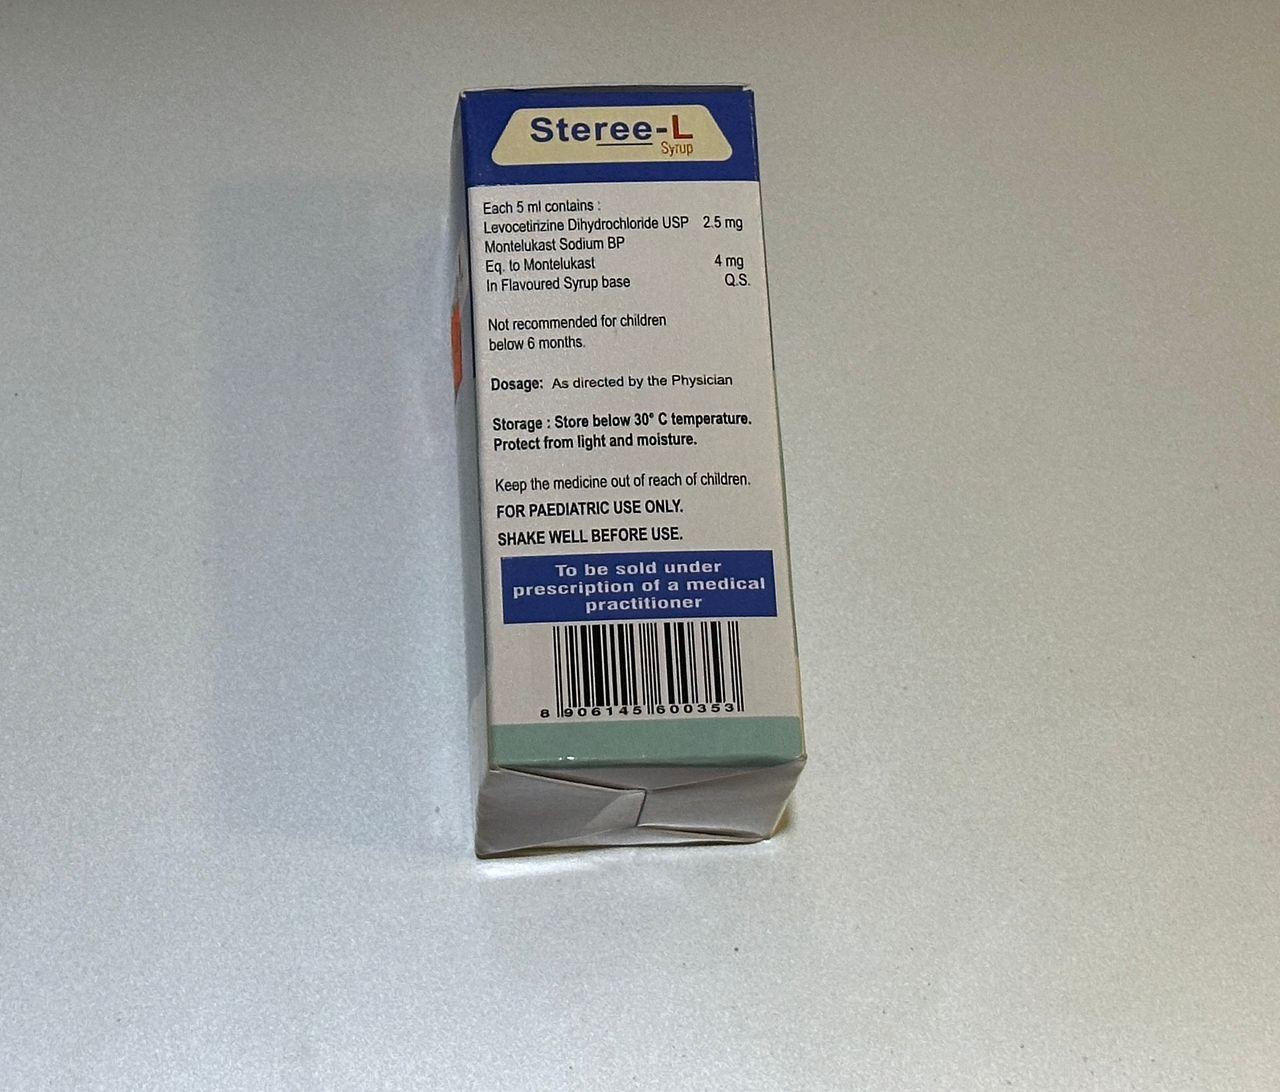 Steree-L
Syrup
Each 5 ml contains :
Levocetirizine Dihydrochloride USP 2.5 mg
Montelukast Sodium BP
Eq. to Montelukast 4 mg
In Flavoured Syrup base Q.S.
Not recommended for children
below 6 months.
Dosage: As directed by the Physician
Storage : Store below 30° C temperature.
Protect from light and moisture.
Keep the medicine out of reach of children.
FOR PAEDIATRIC USE ONLY.
SHAKE WELL BEFORE USE.
To be sold under
prescription of a medical
practitioner
8 906145 600353